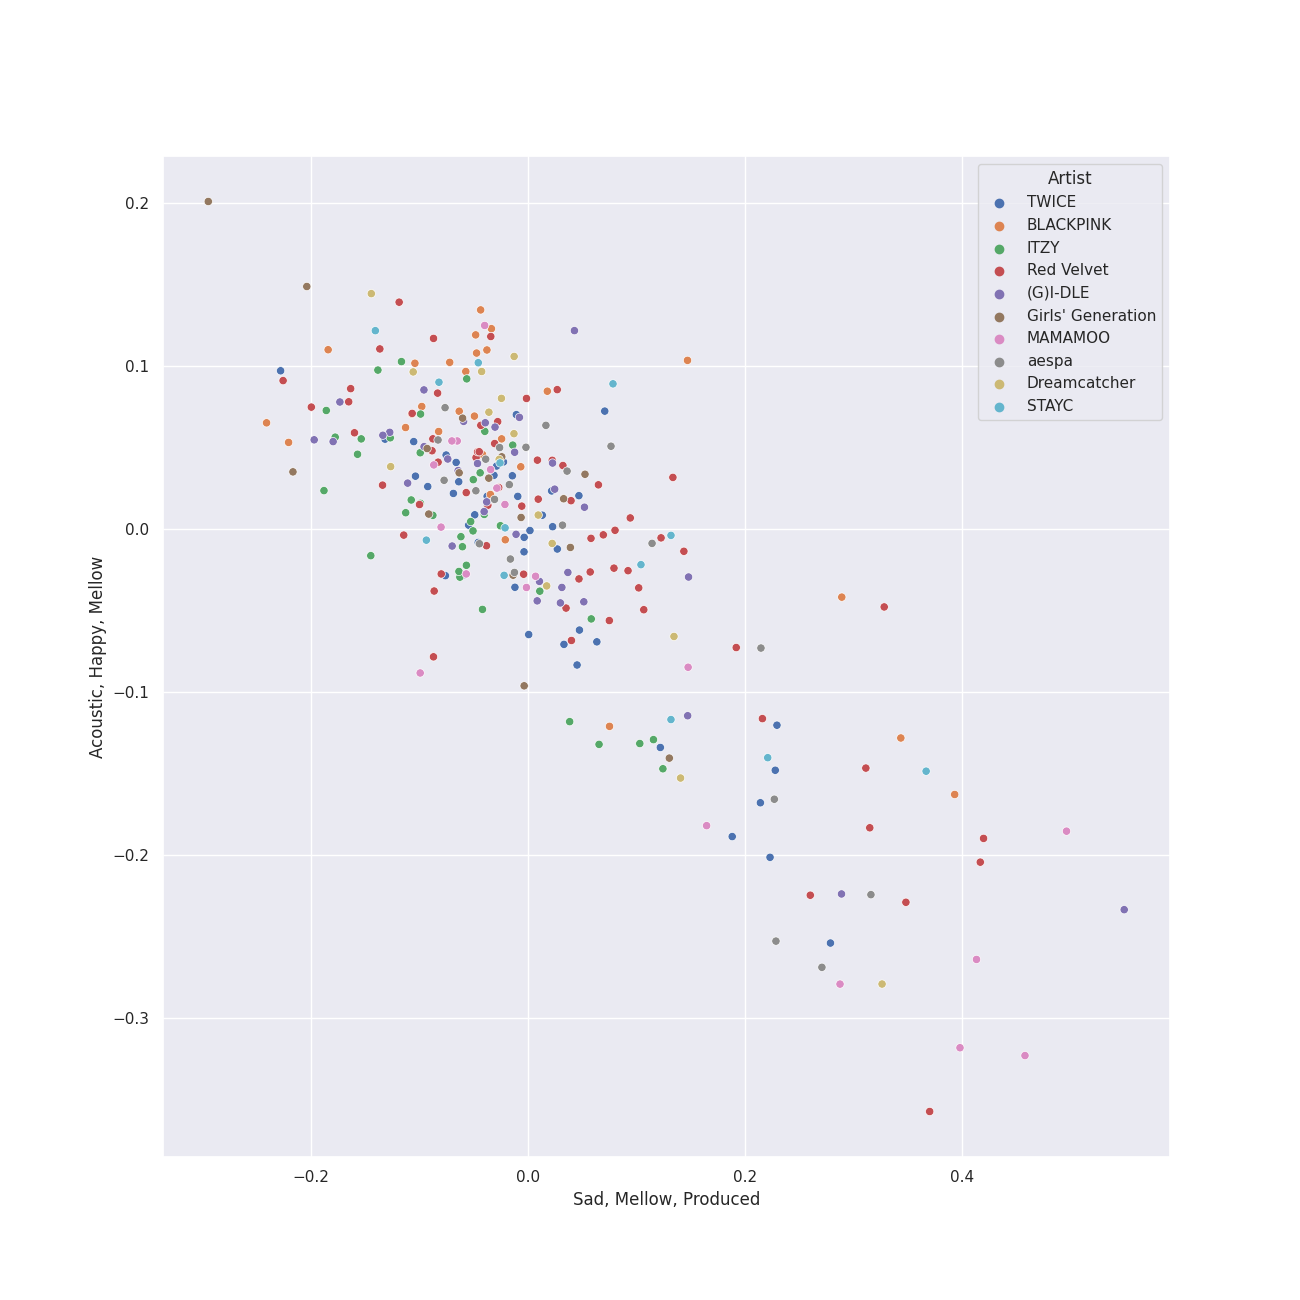 Artist
TWICE
BLACKPINK
ITZY
Red Velvet
(G)I-DLE
Girls' Generation
MAMAMOO
aespa
Dreamcatcher
STAYC
0.2
0.1
0.0
−0.1
−0.2
−0.3
Acoustic, Happy, Mellow
−0.2
0.0
0.2
0.4
Sad, Mellow, Produced